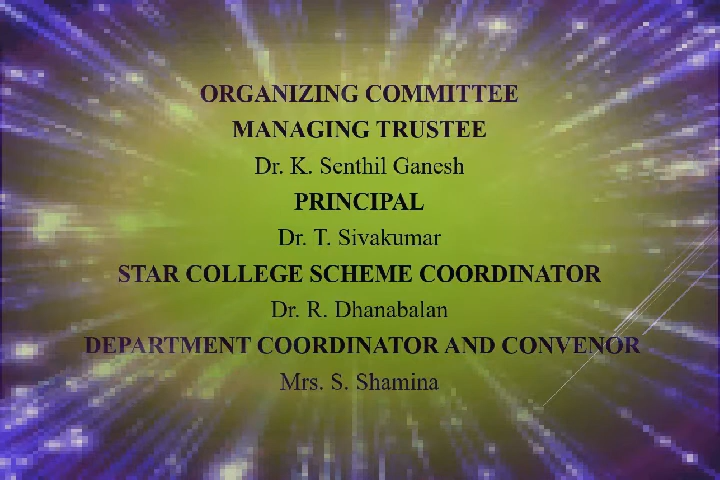 ORGANIZING COMMITTEE
MANAGING TRUSTEE
Dr. K. Senthil Ganesh
PRINCIPAL
Dr. T. Sivakumar
STAR COLLEGE SCHEME COORDINATOR
Dr. R. Dhanabalan
DEPARTMENT COORDINATOR AND CONVENOR
Mrs. S. Shamina